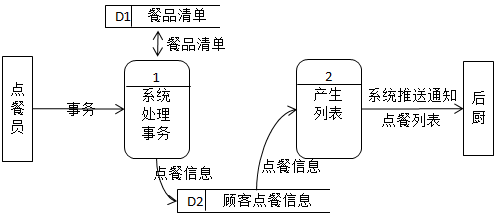 D1 餐品清单
餐品清单
点餐员
事务
1
系统
处理
事务
点餐信息
D2 顾客点餐信息
点餐信息
2
产生
列表
系统推送通知
点餐列表
后厨